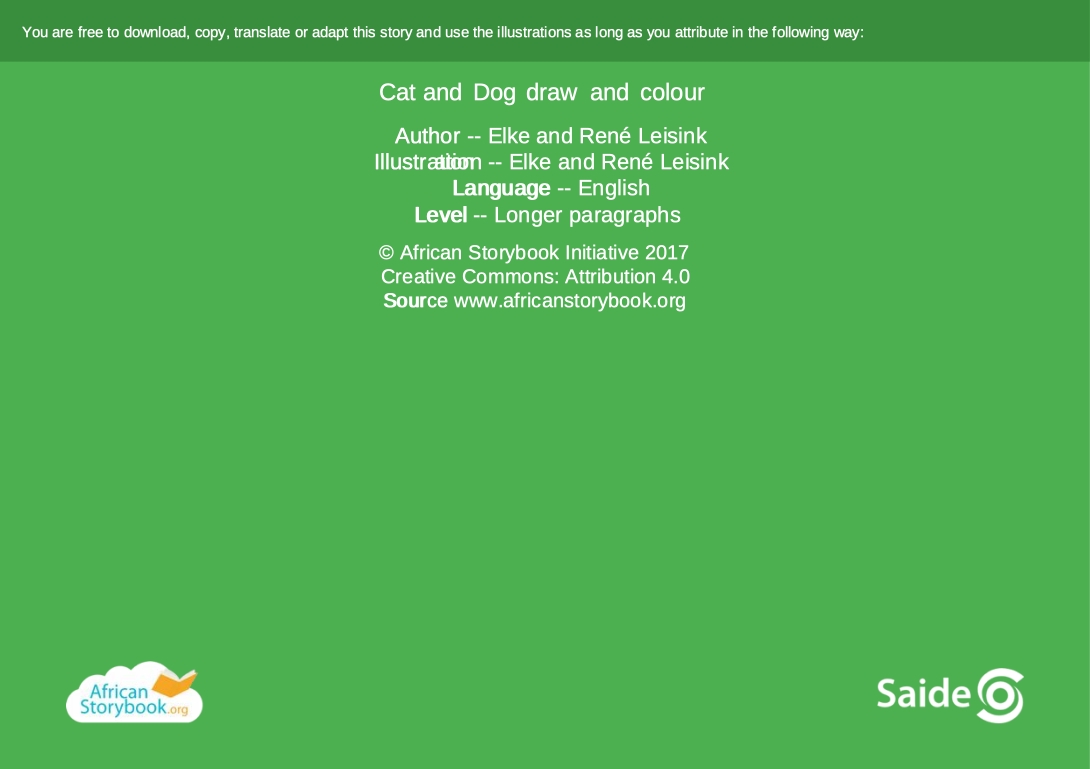 You are free to download, copy, translate or adapt this story and use the illustrations as long as you attribute in the following way:
Cat and Dog draw and colour
Author -- Elke and René Leisink
Illustration -- Elke and René Leisink
Language -- English
Level -- Longer paragraphs
© African Storybook Initiative 2017
Creative Commons: Attribution 4.0
Source www.africanstorybook.org
African
Storybook.org
Saide